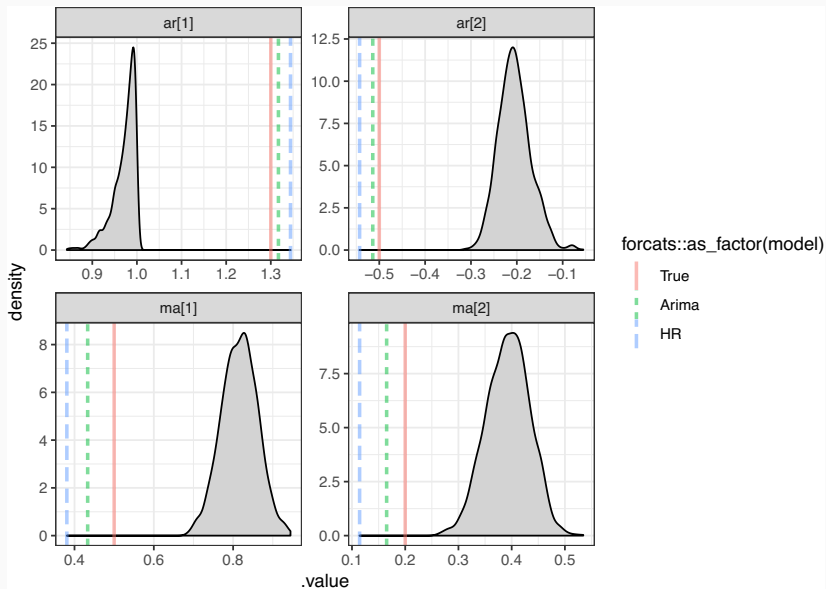 ar[1]
ar[2]
25
20
15
10
5
0
0.9 1.0 1.1 1.2 1.3
12.5
10.0
7.5
5.0
2.5
0.0
−0.5 −0.4 −0.3 −0.2 −0.1
density
ma[1]
ma[2]
8
6
4
2
0
0.4 0.6 0.8
7.5
5.0
2.5
0.0
0.1 0.2 0.3 0.4 0.5
.value
forcats::as_factor(model)
True
Arima
HR